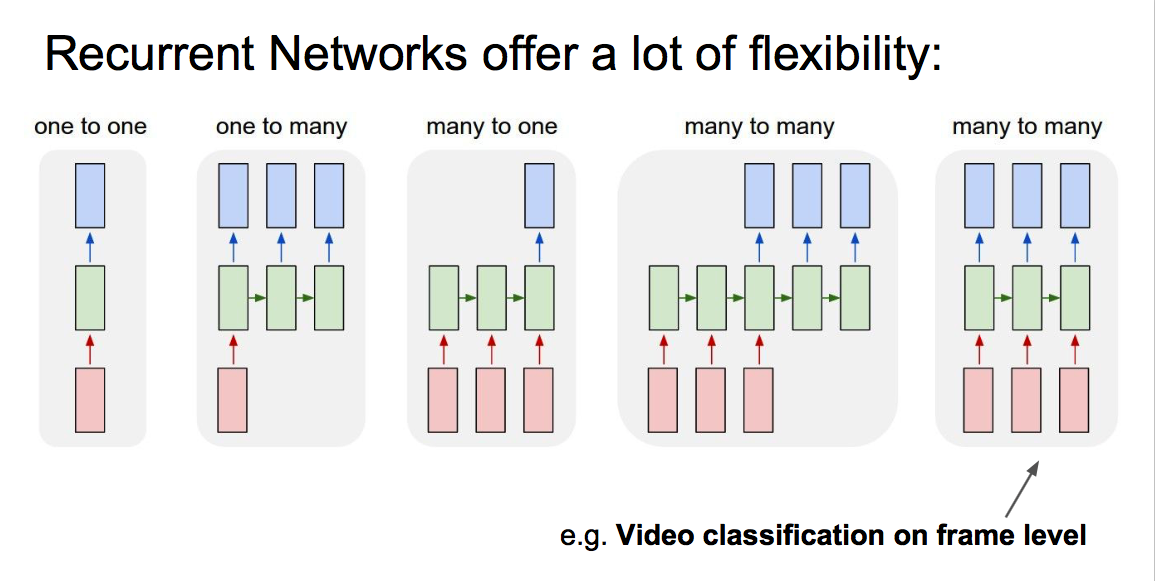 Recurrent Networks offer a lot of flexibility:
one to one
one to many
many to one
many to many
many to many
e.g. Video classification on frame level